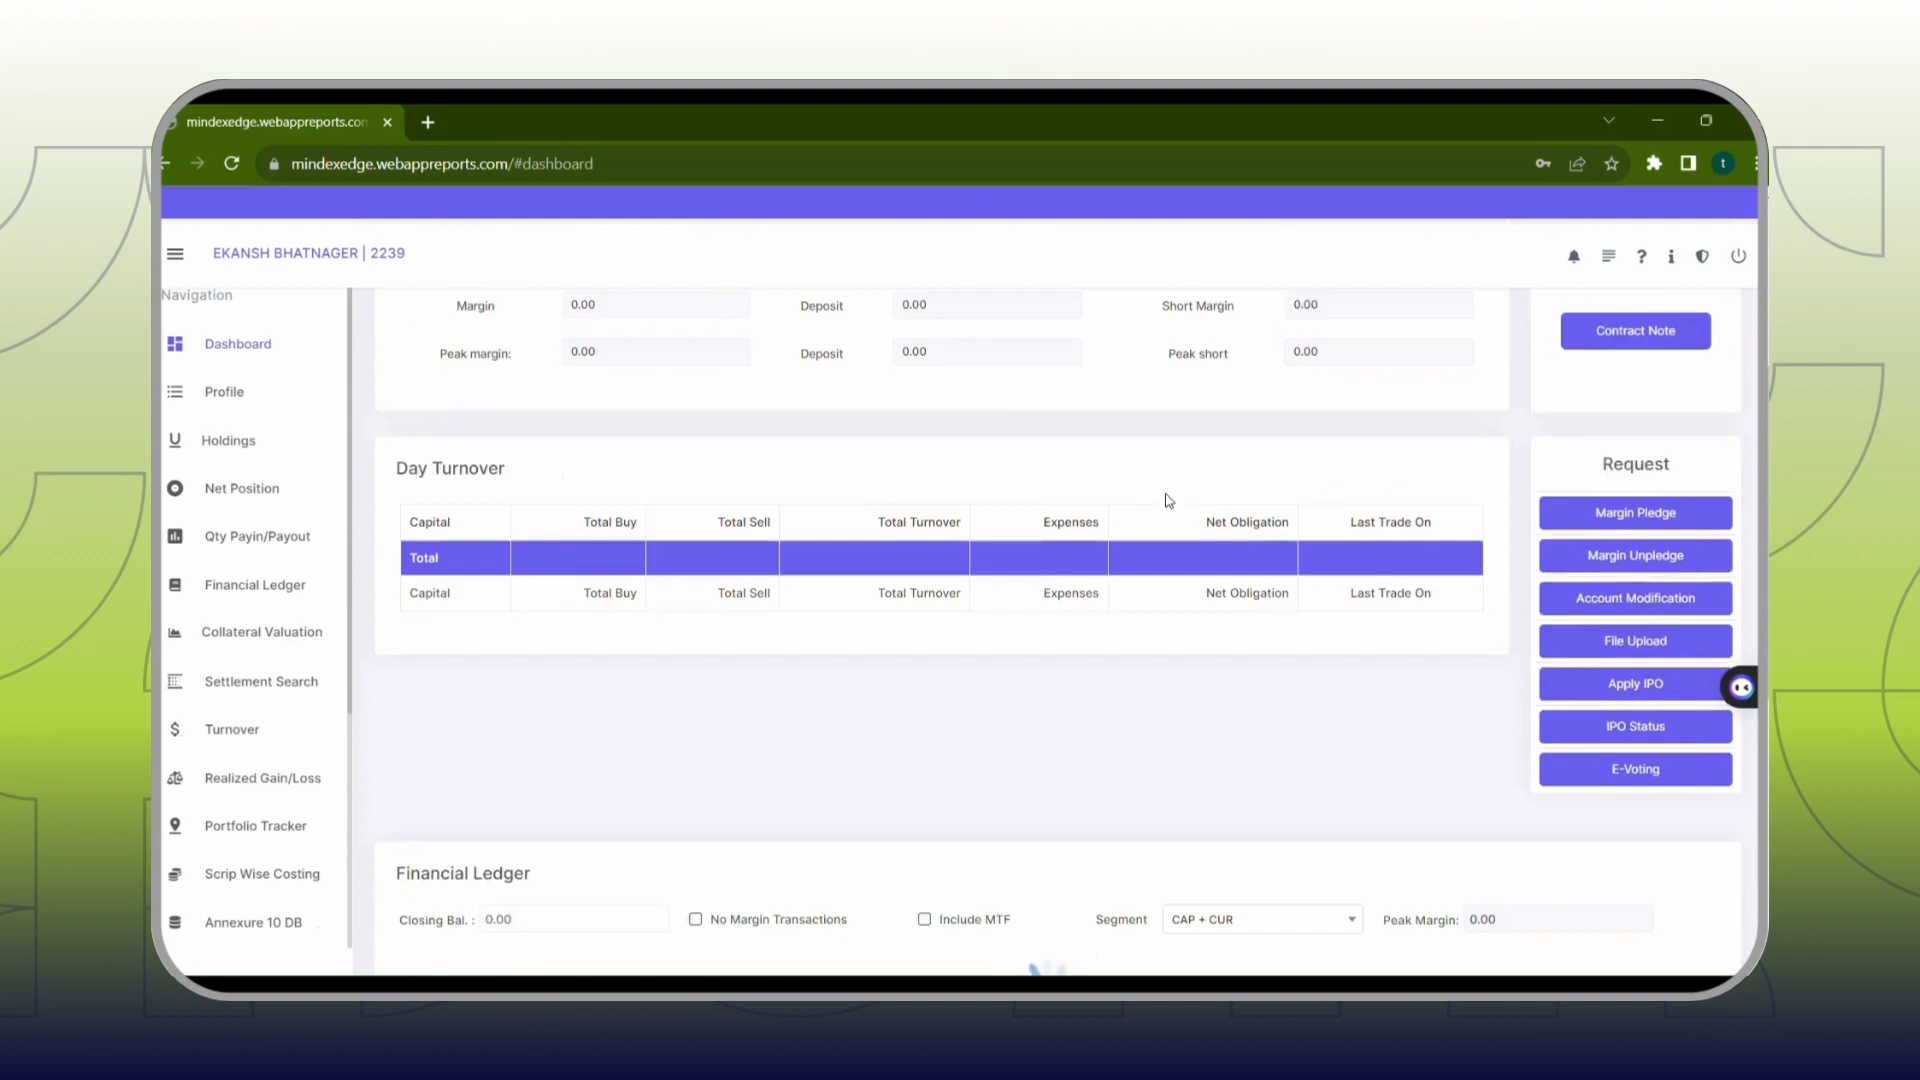 mindexedge.webappreports.con
mindexedge.webappreports.com/#dashboard
t
EKANSH BHATNAGER | 2239
Navigation
Dashboard
Profile
Holdings
Net Position
Qty Payin/Payout
Financial Ledger
Collateral Valuation
Settlement Search
Turnover
Realized Gain/Loss
Portfolio Tracker
Scrip Wise Costing
Annexure 10 DB
Margin 0.00 Deposit 0.00 Short Margin 0.00
Peak margin: 0.00 Deposit 0.00 Peak short 0.00
Contract Note
Day Turnover
Capital Total Buy Total Sell Total Turnover Expenses Net Obligation Last Trade On
Total
Capital Total Buy Total Sell Total Turnover Expenses Net Obligation Last Trade On
Request
Margin Pledge
Margin Unpledge
Account Modification
File Upload
Apply IPO
IPO Status
E-Voting
Financial Ledger
Closing Bal. : 0.00 No Margin Transactions Include MTF Segment CAP + CUR Peak Margin: 0.00